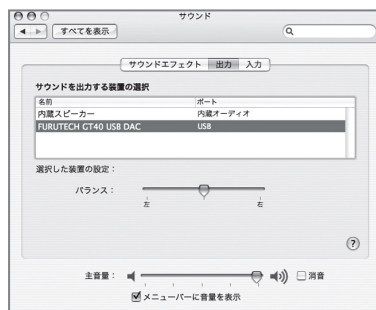 サウンド
すべてを表示
サウンドエフェクト 出力 入力
サウンドを出力する装置の選択
名前 ポート
内蔵スピーカー 内蔵オーディオ
FURUTECH GT40 USB DAC USB
選択した装置の設定：
バランス：
左 右
?
主音量： 消音
メニューバーに音量を表示